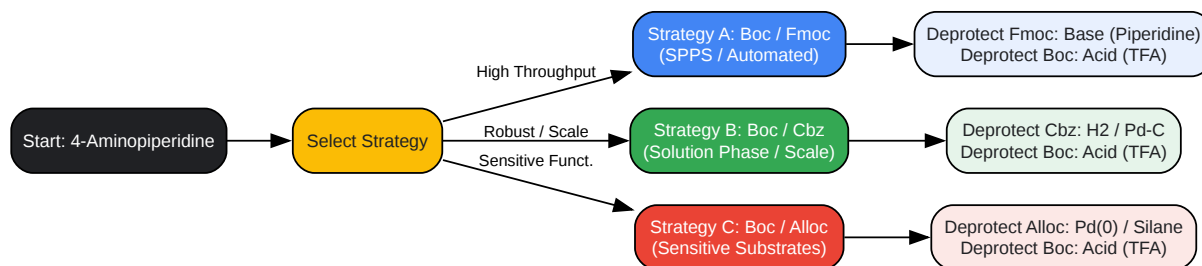 Start: 4-Aminopiperidine
Select Strategy
High Throughput
Robust / Scale
Sensitive Funct.
Strategy A: Boc / Fmoc
(SPPS / Automated)
Deprotect Fmoc: Base (Piperidine)
Deprotect Boc: Acid (TFA)
Strategy B: Boc / Cbz
(Solution Phase / Scale)
Deprotect Cbz: H2 / Pd-C
Deprotect Boc: Acid (TFA)
Strategy C: Boc / Alloc
(Sensitive Substrates)
Deprotect Alloc: Pd(0) / Silane
Deprotect Boc: Acid (TFA)